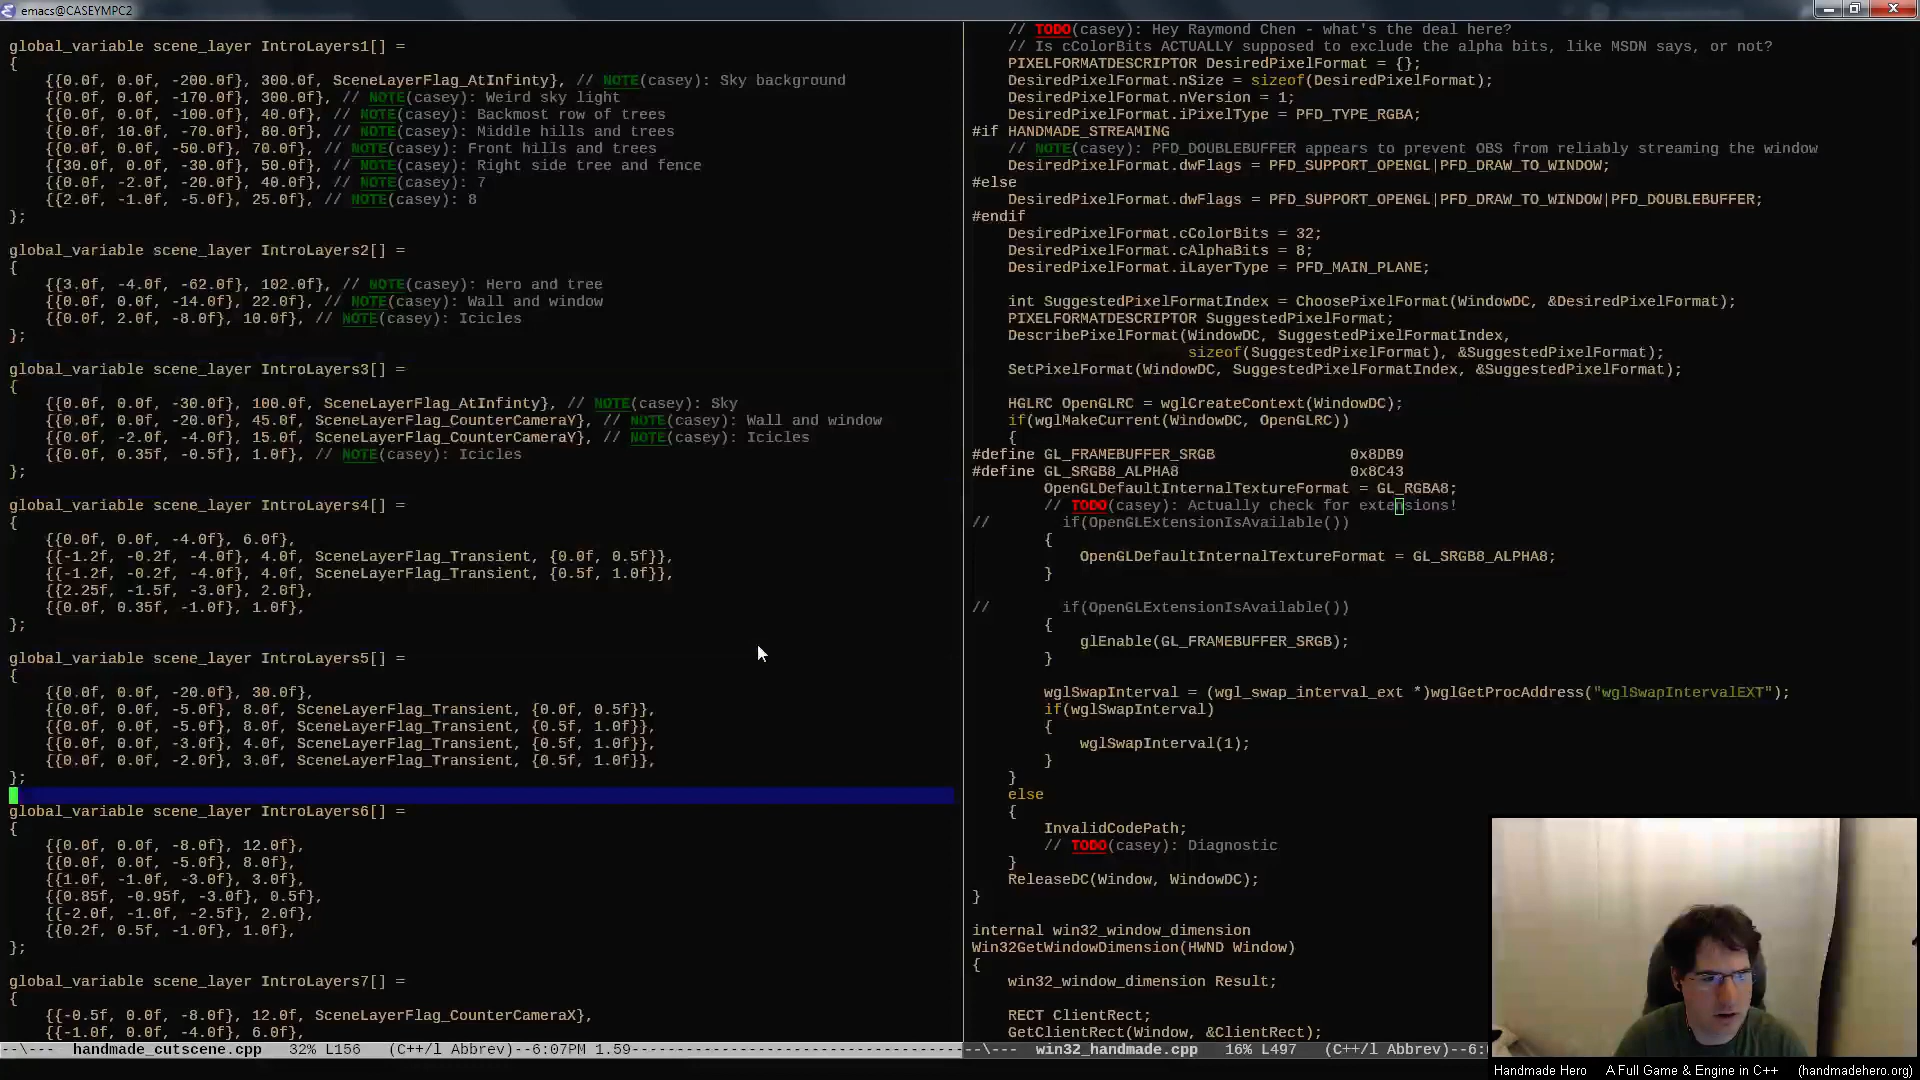 emacs@CASEYMPC2
global_variable scene_layer IntroLayers1[] =
{
{{0.0f, 0.0f, -200.0f}, 300.0f, SceneLayerFlag_AtInfinty}, // NOTE(casey): Sky background
{{0.0f, 0.0f, -170.0f}, 300.0f}, // NOTE(casey): Weird sky light
{{0.0f, 0.0f, -100.0f}, 40.0f}, // NOTE(casey): Backmost row of trees
{{0.0f, 10.0f, -70.0f}, 80.0f}, // NOTE(casey): Middle hills and trees
{{0.0f, 0.0f, -50.0f}, 70.0f}, // NOTE(casey): Front hills and trees
{{30.0f, 0.0f, -30.0f}, 50.0f}, // NOTE(casey): Right side tree and fence
{{0.0f, -2.0f, -20.0f}, 40.0f}, // NOTE(casey): 7
{{2.0f, -1.0f, -5.0f}, 25.0f}, // NOTE(casey): 8
};
global_variable scene_layer IntroLayers2[] =
{
{{3.0f, -4.0f, -62.0f}, 102.0f}, // NOTE(casey): Hero and tree
{{0.0f, 0.0f, -14.0f}, 22.0f}, // NOTE(casey): Wall and window
{{0.0f, 2.0f, -8.0f}, 10.0f}, // NOTE(casey): Icicles
};
global_variable scene_layer IntroLayers3[] =
{
{{0.0f, 0.0f, -30.0f}, 100.0f, SceneLayerFlag_AtInfinty}, // NOTE(casey): Sky
{{0.0f, 0.0f, -20.0f}, 45.0f, SceneLayerFlag_CounterCameraY}, // NOTE(casey): Wall and window
{{0.0f, -2.0f, -4.0f}, 15.0f, SceneLayerFlag_CounterCameraY}, // NOTE(casey): Icicles
{{0.0f, 0.35f, -0.5f}, 1.0f}, // NOTE(casey): Icicles
};
global_variable scene_layer IntroLayers4[] =
{
{{0.0f, 0.0f, -4.0f}, 6.0f},
{{-1.2f, -0.2f, -4.0f}, 4.0f, SceneLayerFlag_Transient, {0.0f, 0.5f}},
{{-1.2f, -0.2f, -4.0f}, 4.0f, SceneLayerFlag_Transient, {0.5f, 1.0f}},
{{2.25f, -1.5f, -3.0f}, 2.0f},
{{0.0f, 0.35f, -1.0f}, 1.0f},
};
global_variable scene_layer IntroLayers5[] =
{
{{0.0f, 0.0f, -20.0f}, 30.0f},
{{0.0f, 0.0f, -5.0f}, 8.0f, SceneLayerFlag_Transient, {0.0f, 0.5f}},
{{0.0f, 0.0f, -5.0f}, 8.0f, SceneLayerFlag_Transient, {0.5f, 1.0f}},
{{0.0f, 0.0f, -3.0f}, 4.0f, SceneLayerFlag_Transient, {0.5f, 1.0f}},
{{0.0f, 0.0f, -2.0f}, 3.0f, SceneLayerFlag_Transient, {0.5f, 1.0f}},
};
global_variable scene_layer IntroLayers6[] =
{
{{0.0f, 0.0f, -8.0f}, 12.0f},
{{0.0f, 0.0f, -5.0f}, 8.0f},
{{1.0f, -1.0f, -3.0f}, 3.0f},
{{0.85f, -0.95f, -3.0f}, 0.5f},
{{-2.0f, -1.0f, -2.5f}, 2.0f},
{{0.2f, 0.5f, -1.0f}, 1.0f},
};
global_variable scene_layer IntroLayers7[] =
{
{{-0.5f, 0.0f, -8.0f}, 12.0f, SceneLayerFlag_CounterCameraX},
{{-1.0f, 0.0f, -4.0f}, 6.0f},
--\--- handmade_cutscene.cpp 32% L156 (C++/l Abbrev)--6:07PM 1.59
// TODO(casey): Hey Raymond Chen - what's the deal here?
// Is cColorBits ACTUALLY supposed to exclude the alpha bits, like MSDN says, or not?
PIXELFORMATDESCRIPTOR DesiredPixelFormat = {};
DesiredPixelFormat.nSize = sizeof(DesiredPixelFormat);
DesiredPixelFormat.nVersion = 1;
DesiredPixelFormat.iPixelType = PFD_TYPE_RGBA;
#if HANDMADE_STREAMING
// NOTE(casey): PFD_DOUBLEBUFFER appears to prevent OBS from reliably streaming the window
DesiredPixelFormat.dwFlags = PFD_SUPPORT_OPENGL|PFD_DRAW_TO_WINDOW;
#else
DesiredPixelFormat.dwFlags = PFD_SUPPORT_OPENGL|PFD_DRAW_TO_WINDOW|PFD_DOUBLEBUFFER;
#endif
DesiredPixelFormat.cColorBits = 32;
DesiredPixelFormat.cAlphaBits = 8;
DesiredPixelFormat.iLayerType = PFD_MAIN_PLANE;
int SuggestedPixelFormatIndex = ChoosePixelFormat(WindowDC, &DesiredPixelFormat);
PIXELFORMATDESCRIPTOR SuggestedPixelFormat;
DescribePixelFormat(WindowDC, SuggestedPixelFormatIndex,
sizeof(SuggestedPixelFormat), &SuggestedPixelFormat);
SetPixelFormat(WindowDC, SuggestedPixelFormatIndex, &SuggestedPixelFormat);
HGLRC OpenGLRC = wglCreateContext(WindowDC);
if(wglMakeCurrent(WindowDC, OpenGLRC))
{
#define GL_FRAMEBUFFER_SRGB 0x8DB9
#define GL_SRGB8_ALPHA8 0x8C43
OpenGLDefaultInternalTextureFormat = GL_RGBA8;
// TODO(casey): Actually check for extensions!
// if(OpenGLExtensionIsAvailable())
{
OpenGLDefaultInternalTextureFormat = GL_SRGB8_ALPHA8;
}
// if(OpenGLExtensionIsAvailable())
{
glEnable(GL_FRAMEBUFFER_SRGB);
}
wglSwapInterval = (wgl_swap_interval_ext *)wglGetProcAddress("wglSwapIntervalEXT");
if(wglSwapInterval)
{
wglSwapInterval(1);
}
}
else
{
InvalidCodePath;
// TODO(casey): Diagnostic
}
ReleaseDC(Window, WindowDC);
}
internal win32_window_dimension
Win32GetWindowDimension(HWND Window)
{
win32_window_dimension Result;
RECT ClientRect;
GetClientRect(Window, &ClientRect);
--\--- win32_handmade.cpp 16% L497 (C++/l Abbrev)--6:
Handmade Hero A Full Game & Engine in C++ (handmadehero.org)